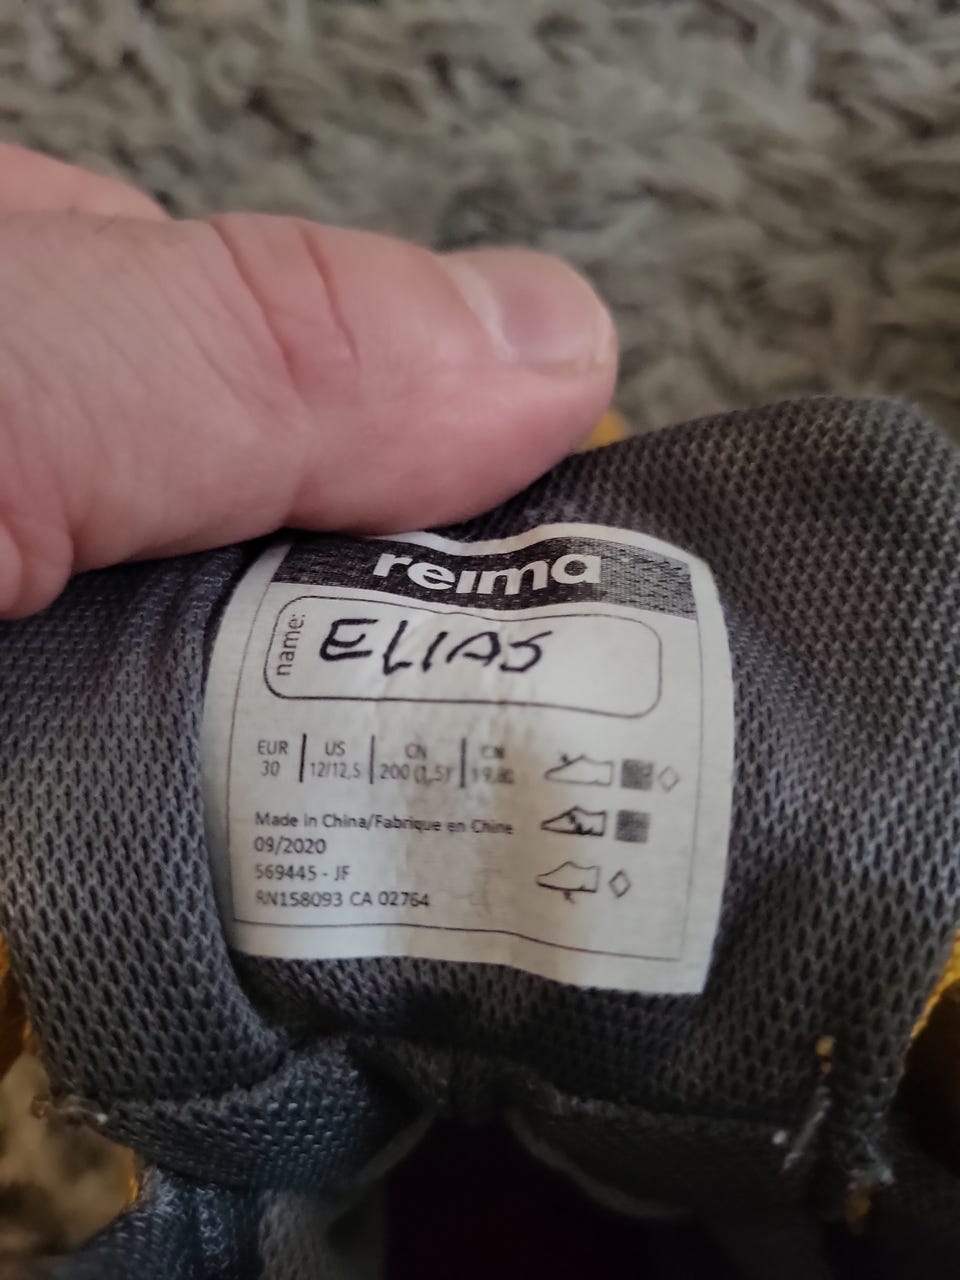 reima
name: ELIAS
EUR | US | CN | CM
30 | 12/12,5 | 200 (1,5) |
Made in China/Fabrique en Chine
09/2020
569445 - JF
RN158093 CA 02764